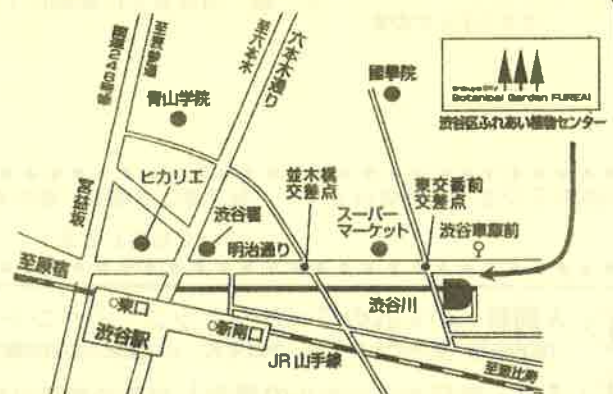 国道246号線
至表参道
宮益坂
至六本木
六本木通り
青山学院
國學院
Shibuya City
Botanical Garden FUREAI
渋谷区ふれあい植物センター
ヒカリエ
渋谷署
並木橋
交差点
東交番前
交差点
スーパー
マーケット
渋谷車庫前
明治通り
至原宿
渋谷川
東口
渋谷駅
新南口
JR山手線
至恵比寿